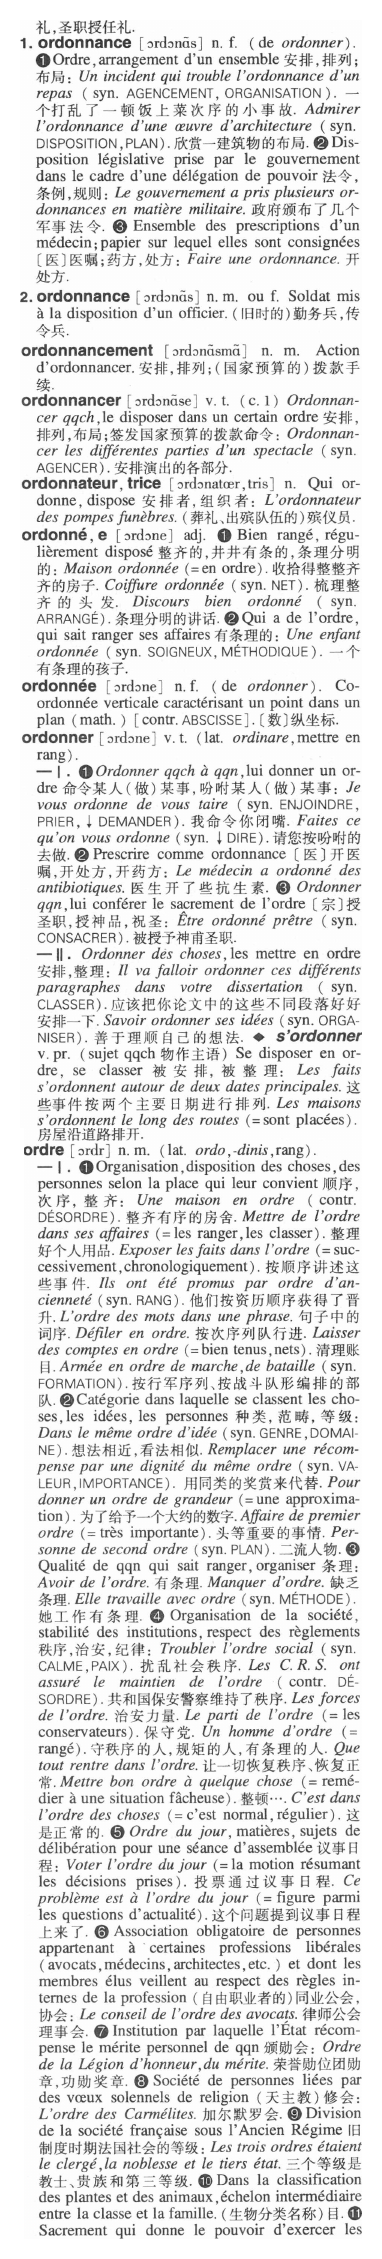 礼,圣职授任礼.
1. ordonnance [ɔrdɔnɑ̃s] n. f. (de ordonner).
❶Ordre,arrangement d'un ensemble 安排,排列;
布局: Un incident qui trouble l'ordonnance d'un
repas (syn. AGENCEMENT, ORGANISATION). 一
个打乱了一顿饭上菜次序的小事故. Admirer
l'ordonnance d'une œuvre d'architecture (syn.
DISPOSITION,PLAN). 欣赏一建筑物的布局. ❷Dis-
position législative prise par le gouvernement
dans le cadre d'une délégation de pouvoir 法令,
条例,规则: Le gouvernement a pris plusieurs or-
donnances en matière militaire. 政府颁布了几个
军事法令. ❸ Ensemble des prescriptions d'un
médecin;papier sur lequel elles sont consignées
〔医〕医嘱;药方,处方: Faire une ordonnance. 开
处方.
2. ordonnance [ɔrdɔnɑ̃s] n. m. ou f. Soldat mis
à la disposition d'un officier. (旧时的)勤务兵,传
令兵.
ordonnancement [ɔrdɔnɑ̃smɑ̃] n. m. Action
d'ordonnancer. 安排,排列;(国家预算的)拨款手
续.
ordonnancer [ɔrdɔnɑ̃se] v. t. (c. 1) Ordonnan-
cer qqch,le disposer dans un certain ordre 安排,
排列,布局;签发国家预算的拨款命令: Ordonnan-
cer les différentes parties d'un spectacle (syn.
AGENCER). 安排演出的各部分.
ordonnateur, trice [ɔrdɔnatœr,tris] n. Qui or-
donne, dispose 安排者,组织者: L'ordonnateur
des pompes funèbres. (葬礼、出殡队伍的)殡仪员.
ordonné, e [ɔrdɔne] adj. ❶ Bien rangé, régu-
lièrement disposé 整齐的,井井有条的,条理分明
的: Maison ordonnée (=en ordre). 收拾得整整齐
齐的房子. Coiffure ordonnée (syn. NET). 梳理整
齐的头发. Discours bien ordonné (syn.
ARRANGÉ). 条理分明的讲话. ❷Qui a de l'ordre,
qui sait ranger ses affaires 有条理的: Une enfant
ordonnée (syn. SOIGNEUX, MÉTHODIQUE). 一个
有条理的孩子.
ordonnée [ɔrdɔne] n. f. (de ordonner). Co-
ordonnée verticale caractérisant un point dans un
plan (math.) [contr. ABSCISSE].〔数〕纵坐标.
ordonner [ɔrdɔne] v. t. (lat. ordinare,mettre en
rang).
— I . ❶Ordonner qqch à qqn,lui donner un or-
dre 命令某人(做)某事,吩咐某人(做)某事: Je
vous ordonne de vous taire (syn. ENJOINDRE,
PRIER,↓DEMANDER). 我命令你闭嘴. Faites ce
qu'on vous ordonne (syn. ↓DIRE). 请您按吩咐的
去做. ❷Prescrire comme ordonnance〔医〕开医
嘱,开处方,开药方: Le médecin a ordonné des
antibiotiques. 医生开了些抗生素. ❸ Ordonner
qqn,lui conférer le sacrement de l'ordre〔宗〕授
圣职,授神品,祝圣: Être ordonné prêtre (syn.
CONSACRER). 被授予神甫圣职.
— II . Ordonner des choses,les mettre en ordre
安排,整理: Il va falloir ordonner ces différents
paragraphes dans votre dissertation (syn.
CLASSER). 应该把你论文中的这些不同段落好好
安排一下. Savoir ordonner ses idées (syn. ORGA-
NISER). 善于理顺自己的想法. ◆ s'ordonner
v. pr. (sujet qqch 物作主语) Se disposer en or-
dre, se classer 被安排,被整理: Les faits
s'ordonnent autour de deux dates principales. 这
些事件按两个主要日期进行排列. Les maisons
s'ordonnent le long des routes (=sont placées).
房屋沿道路排开.
ordre [ɔrdr] n. m. (lat. ordo,-dinis,rang).
— I . ❶Organisation,disposition des choses,des
personnes selon la place qui leur convient 顺序,
次序,整齐: Une maison en ordre (contr.
DÉSORDRE). 整齐有序的房舍. Mettre de l'ordre
dans ses affaires (=les ranger,les classer). 整理
好个人用品. Exposer les faits dans l'ordre (=suc-
cessivement,chronologiquement). 按顺序讲述这
些事件. Ils ont été promus par ordre d'an-
cienneté (syn. RANG). 他们按资历顺序获得了晋
升. L'ordre des mots dans une phrase. 句子中的
词序. Défiler en ordre. 按次序列队行进. Laisser
des comptes en ordre (=bien tenus,nets). 清理账
目. Armée en ordre de marche,de bataille (syn.
FORMATION). 按行军序列、按战斗队形编排的部
队. ❷Catégorie dans laquelle se classent les cho-
ses,les idées, les personnes 种类,范畴,等级:
Dans le même ordre d'idée (syn. GENRE,DOMAI-
NE). 想法相近,看法相似. Remplacer une récom-
pense par une dignité du même ordre (syn. VA-
LEUR,IMPORTANCE). 用同类的奖赏来代替. Pour
donner un ordre de grandeur (=une approxima-
tion). 为了给予一个大约的数字. Affaire de premier
ordre (= très importante). 头等重要的事情. Per-
sonne de second ordre (syn. PLAN). 二流人物. ❸
Qualité de qqn qui sait ranger,organiser 条理:
Avoir de l'ordre. 有条理. Manquer d'ordre. 缺乏
条理. Elle travaille avec ordre (syn. MÉTHODE).
她工作有条理. ❹ Organisation de la société,
stabilité des institutions, respect des règlements
秩序,治安,纪律: Troubler l'ordre social (syn.
CALME,PAIX). 扰乱社会秩序. Les C. R. S. ont
assuré le maintien de l'ordre (contr. DÉ-
SORDRE). 共和国保安警察维持了秩序. Les forces
de l'ordre. 治安力量. Le parti de l'ordre (=les
conservateurs). 保守党. Un homme d'ordre (=
rangé). 守秩序的人,规矩的人,有条理的人. Que
tout rentre dans l'ordre. 让一切恢复秩序、恢复正
常. Mettre bon ordre à quelque chose (=remé-
dier à une situation fâcheuse). 整顿…. C'est dans
l'ordre des choses (=c'est normal,régulier). 这
是正常的. ❺ Ordre du jour, matières, sujets de
délibération pour une séance d'assemblée 议事日
程: Voter l'ordre du jour (=la motion résumant
les décisions prises). 投票通过议事日程. Ce
problème est à l'ordre du jour (=figure parmi
les questions d'actualité). 这个问题提到议事日程
上来了. ❻ Association obligatoire de personnes
appartenant à certaines professions libérales
(avocats,médecins,architectes,etc.) et dont les
membres élus veillent au respect des règles in-
ternes de la profession (自由职业者的)同业公会,
协会: Le conseil de l'ordre des avocats. 律师公会
理事会. ❼ Institution par laquelle l'État récom-
pense le mérite personnel de qqn 颁勋会: Ordre
de la Légion d'honneur,du mérite. 荣誉勋位团勋
章,功勋奖章. ❽ Société de personnes liées par
des vœux solennels de religion (天主教)修会:
L'ordre des Carmélites. 加尔默罗会. ❾Division
de la société française sous l'Ancien Régime 旧
制度时期法国社会的等级: Les trois ordres étaient
le clergé,la noblesse et le tiers état. 三个等级是
教士、贵族和第三等级. ❿ Dans la classification
des plantes et des animaux,échelon intermédiaire
entre la classe et la famille. (生物分类名称)目. ⓫
Sacrement qui donne le pouvoir d'exercer les